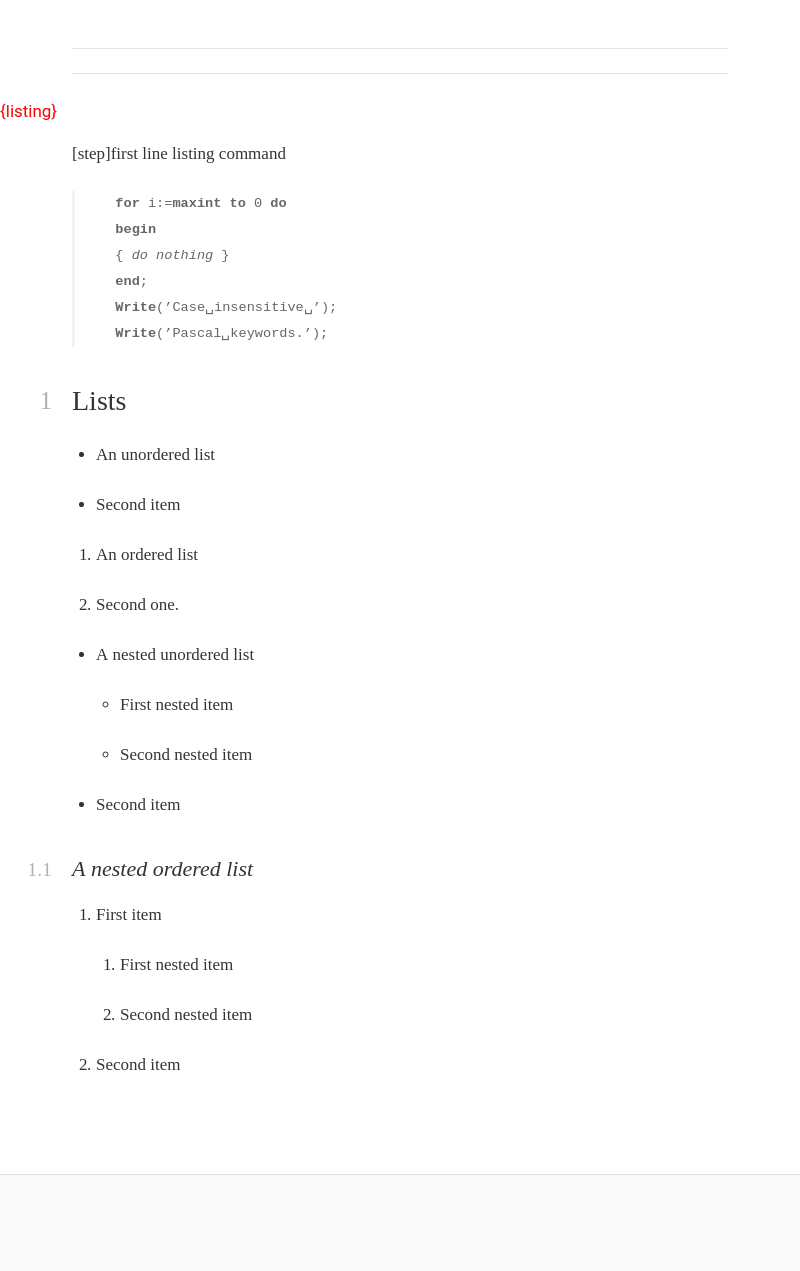 {listing}
[step]first line listing command
for i:=maxint to 0 do
begin
{ do nothing }
end;
Write(’Case␣insensitive␣’);
Write(’Pascal␣keywords.’);
1 Lists
• An unordered list
• Second item
1. An ordered list
2. Second one.
• A nested unordered list
◦ First nested item
◦ Second nested item
• Second item
1.1 A nested ordered list
1. First item
1. First nested item
2. Second nested item
2. Second item